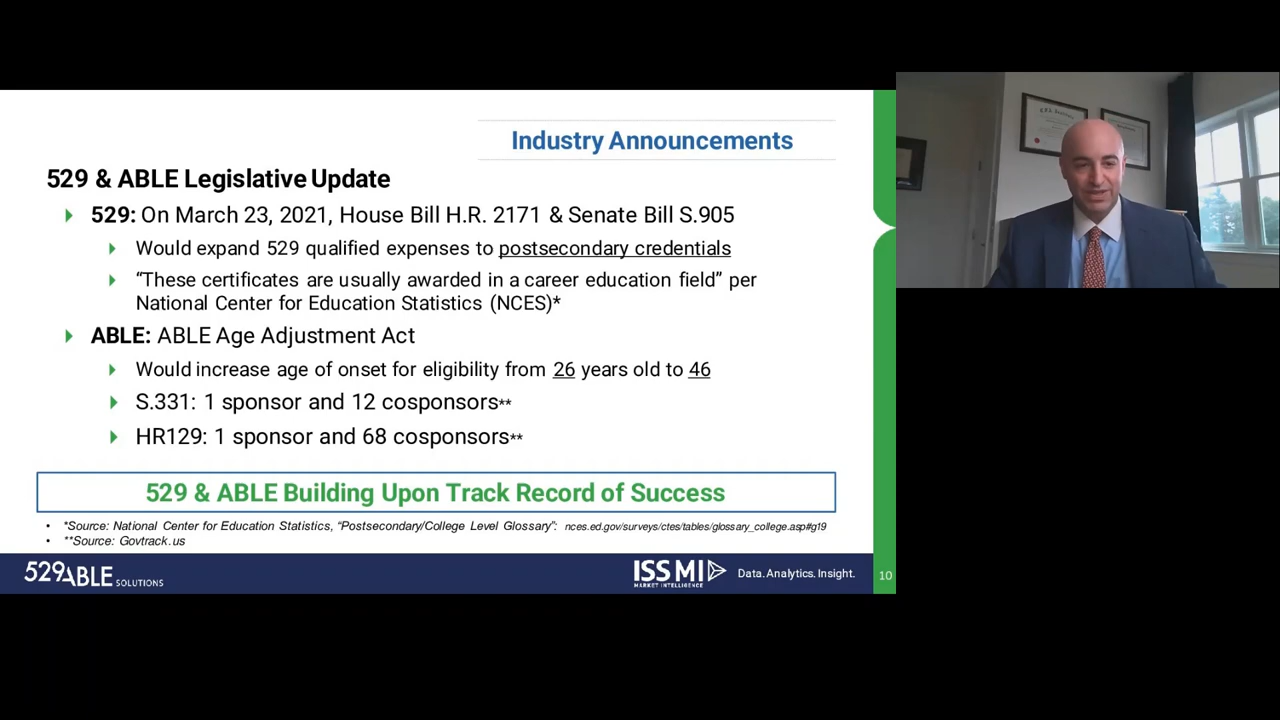 Industry Announcements
529 & ABLE Legislative Update
529: On March 23, 2021, House Bill H.R. 2171 & Senate Bill S.905
Would expand 529 qualified expenses to postsecondary credentials
“These certificates are usually awarded in a career education field” per
National Center for Education Statistics (NCES)*
ABLE: ABLE Age Adjustment Act
Would increase age of onset for eligibility from 26 years old to 46
S.331: 1 sponsor and 12 cosponsors**
HR129: 1 sponsor and 68 cosponsors**
529 & ABLE Building Upon Track Record of Success
• *Source: National Center for Education Statistics, “Postsecondary/College Level Glossary”: nces.ed.gov/surveys/ctes/tables/glossary_college.asp#g19
• **Source: Govtrack.us
529ABLE SOLUTIONS
ISS MI
MARKET INTELLIGENCE
Data. Analytics. Insight.
10